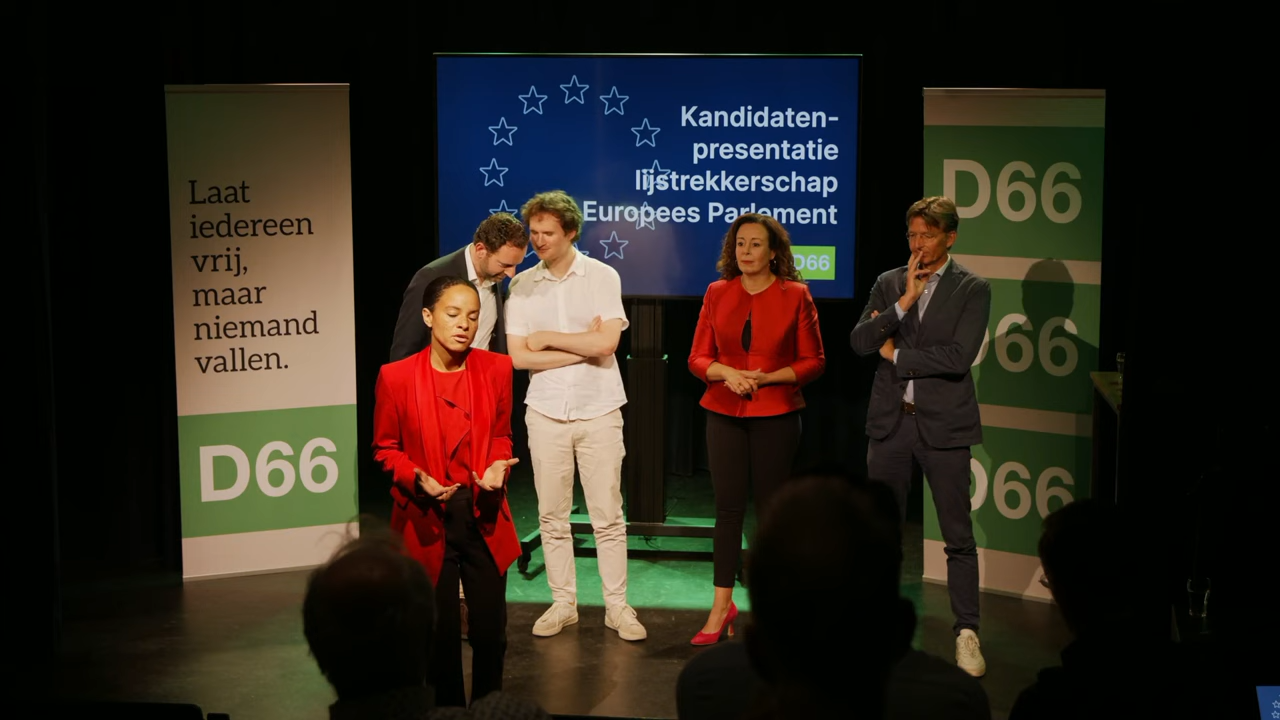 Laat
iedereen
vrij,
maar
niemand
vallen.
D66
Kandidaten-
presentatie
lijstrekkerschap
Europees Parlement
D66
D66
D66
D66